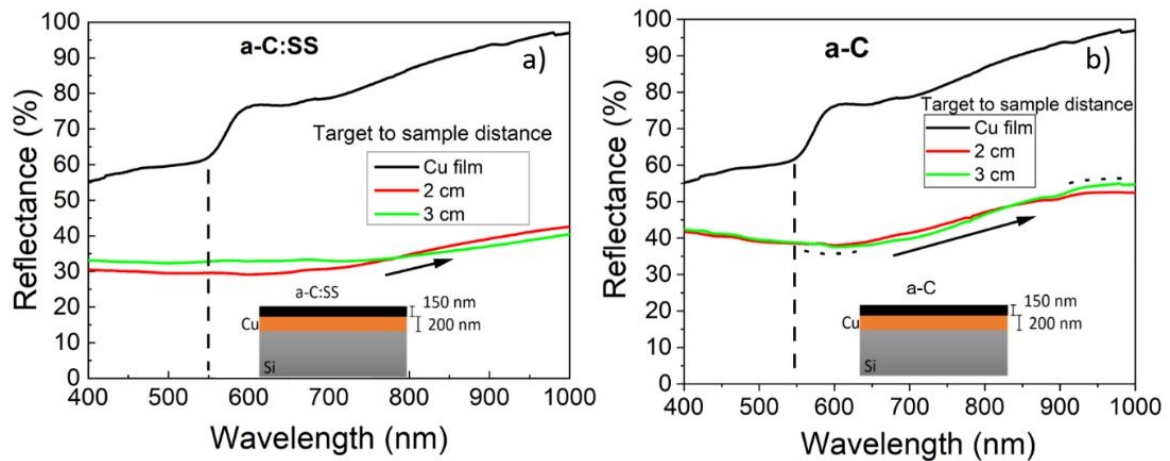 a-C:SS
a)
Reflectance (%)
100
90
80
70
60
50
40
30
20
10
0
Target to sample distance
Cu film
2 cm
3 cm
a-C:SS
150 nm
Cu
200 nm
Si
400 500 600 700 800 900 1000
Wavelength (nm)
a-C
b)
Reflectance (%)
100
90
80
70
60
50
40
30
20
10
0
Target to sample distance
Cu film
2 cm
3 cm
a-C
150 nm
Cu
200 nm
Si
400 500 600 700 800 900 1000
Wavelength (nm)